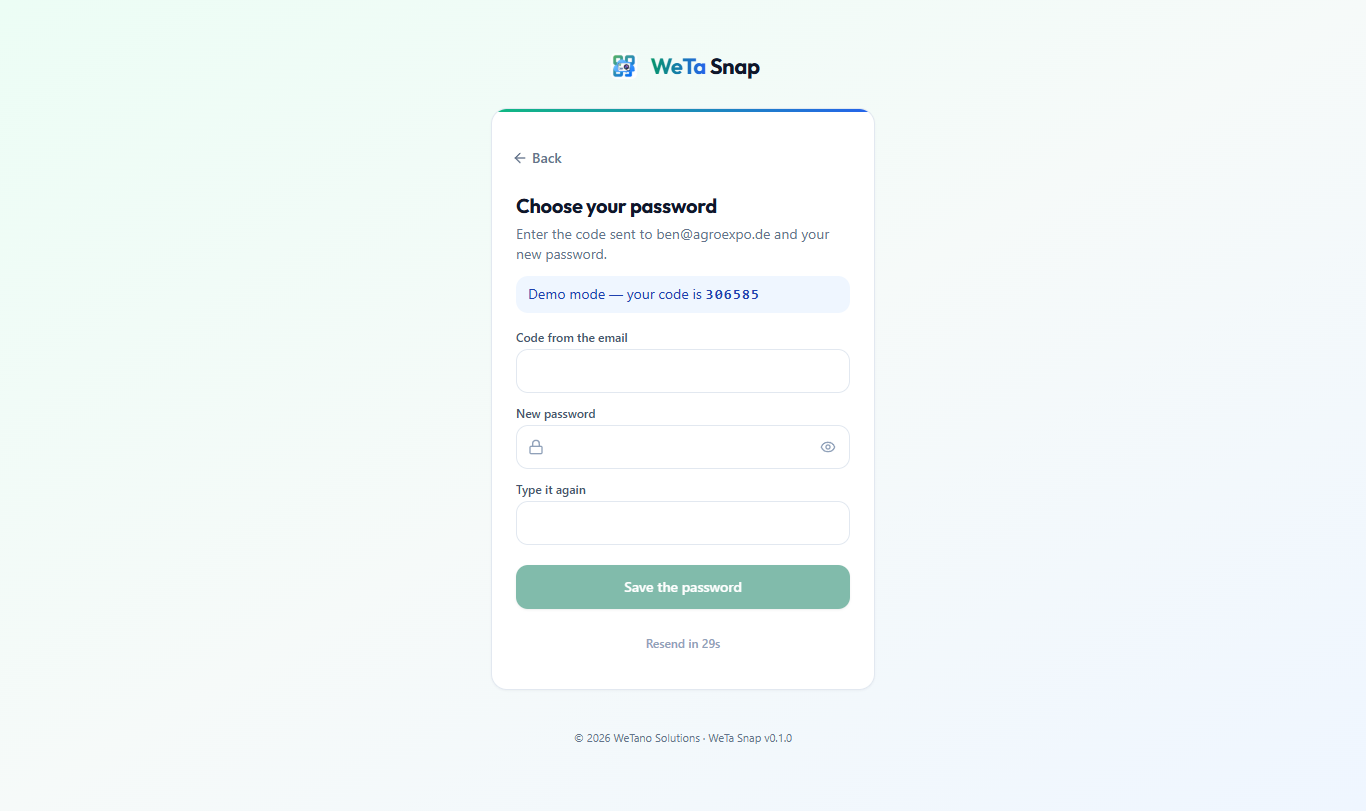 WeTa Snap
Back
Choose your password
Enter the code sent to ben@agroexpo.de and your
new password.
Demo mode — your code is 306585
Code from the email
New password
Type it again
Save the password
Resend in 29s
© 2026 WeTano Solutions · WeTa Snap v0.1.0